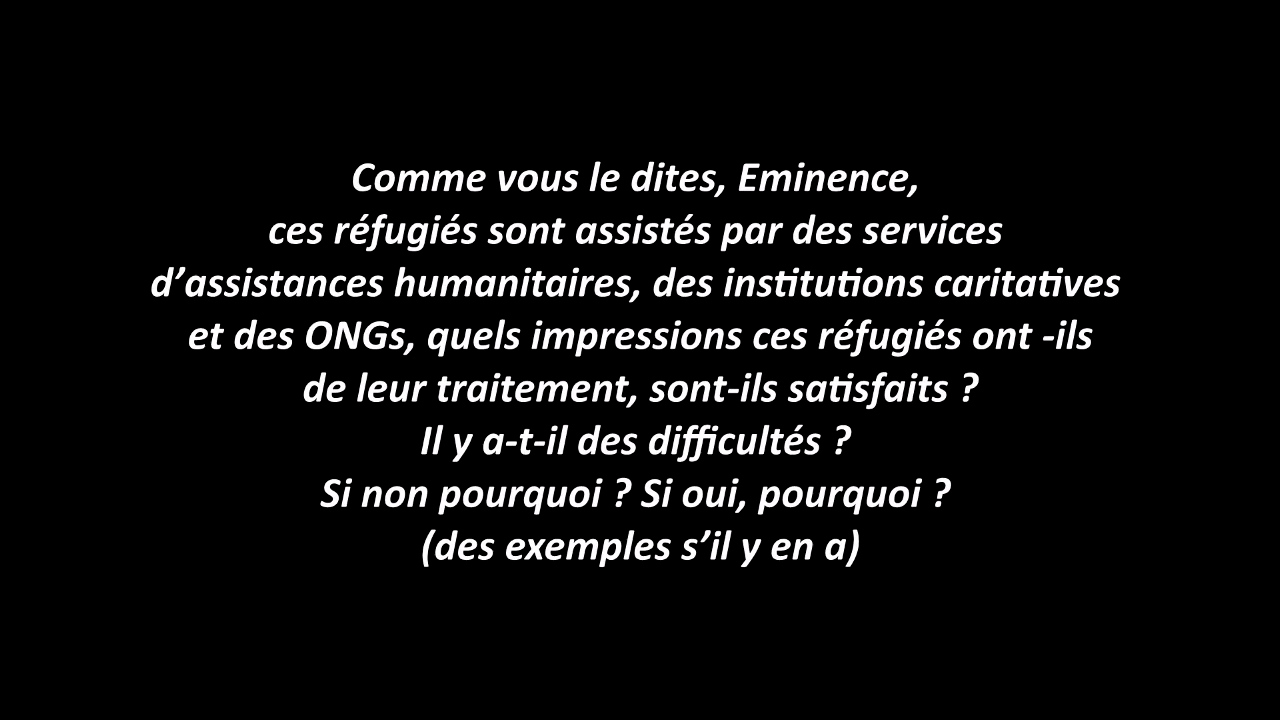 Comme vous le dites, Eminence,
ces réfugiés sont assistés par des services
d’assistances humanitaires, des institutions caritatives
et des ONGs, quels impressions ces réfugiés ont -ils
de leur traitement, sont-ils satisfaits ?
Il y a-t-il des difficultés ?
Si non pourquoi ? Si oui, pourquoi ?
(des exemples s’il y en a)